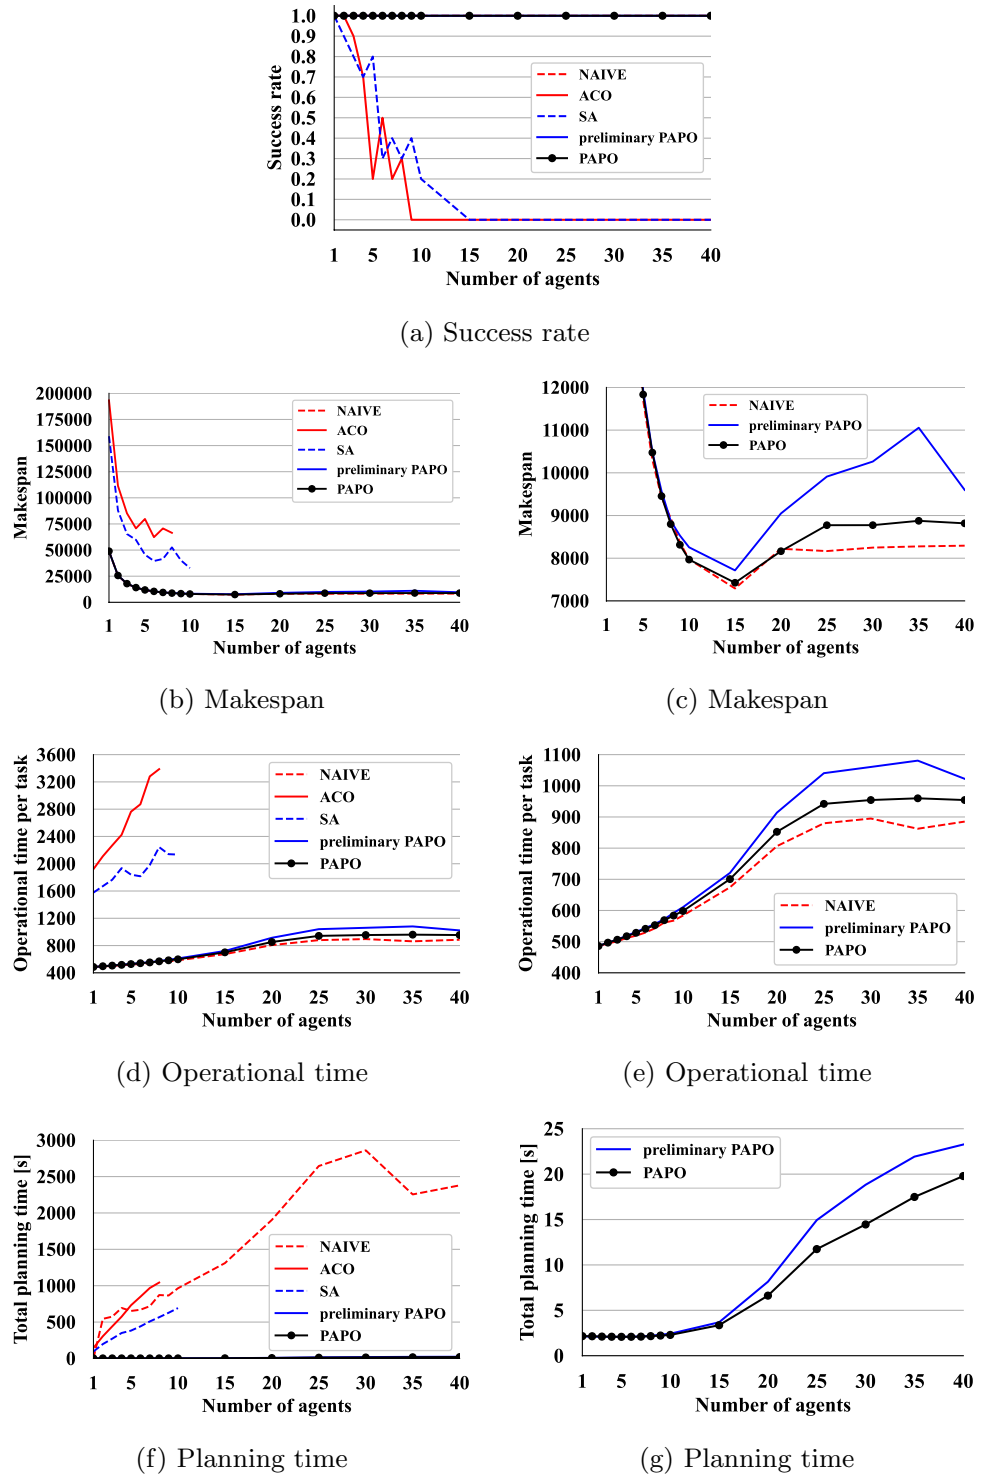 1.0
0.9
0.8
0.7
0.6
0.5
0.4
0.3
0.2
0.1
0.0
Success rate
NAIVE
ACO
SA
preliminary PAPO
PAPO
1 5 10 15 20 25 30 35 40
Number of agents
(a) Success rate
200000
175000
150000
125000
100000
75000
50000
25000
0
Makespan
NAIVE
ACO
SA
preliminary PAPO
PAPO
1 5 10 15 20 25 30 35 40
Number of agents
(b) Makespan
12000
11000
10000
9000
8000
7000
Makespan
NAIVE
preliminary PAPO
PAPO
1 5 10 15 20 25 30 35 40
Number of agents
(c) Makespan
3600
3200
2800
2400
2000
1600
1200
800
400
Operational time per task
NAIVE
ACO
SA
preliminary PAPO
PAPO
1 5 10 15 20 25 30 35 40
Number of agents
(d) Operational time
1100
1000
900
800
700
600
500
400
Operational time per task
NAIVE
preliminary PAPO
PAPO
1 5 10 15 20 25 30 35 40
Number of agents
(e) Operational time
3000
2500
2000
1500
1000
500
0
Total planning time [s]
NAIVE
ACO
SA
preliminary PAPO
PAPO
1 5 10 15 20 25 30 35 40
Number of agents
(f) Planning time
25
20
15
10
5
0
Total planning time [s]
preliminary PAPO
PAPO
1 5 10 15 20 25 30 35 40
Number of agents
(g) Planning time